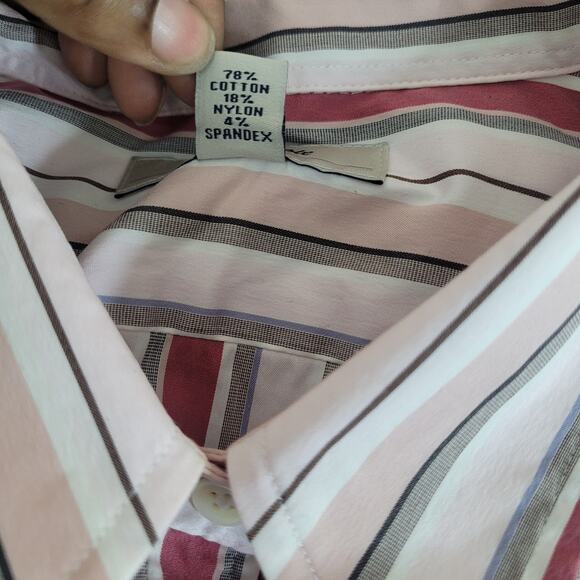 78%
COTTON
18%
NYLON
4%
SPANDEX